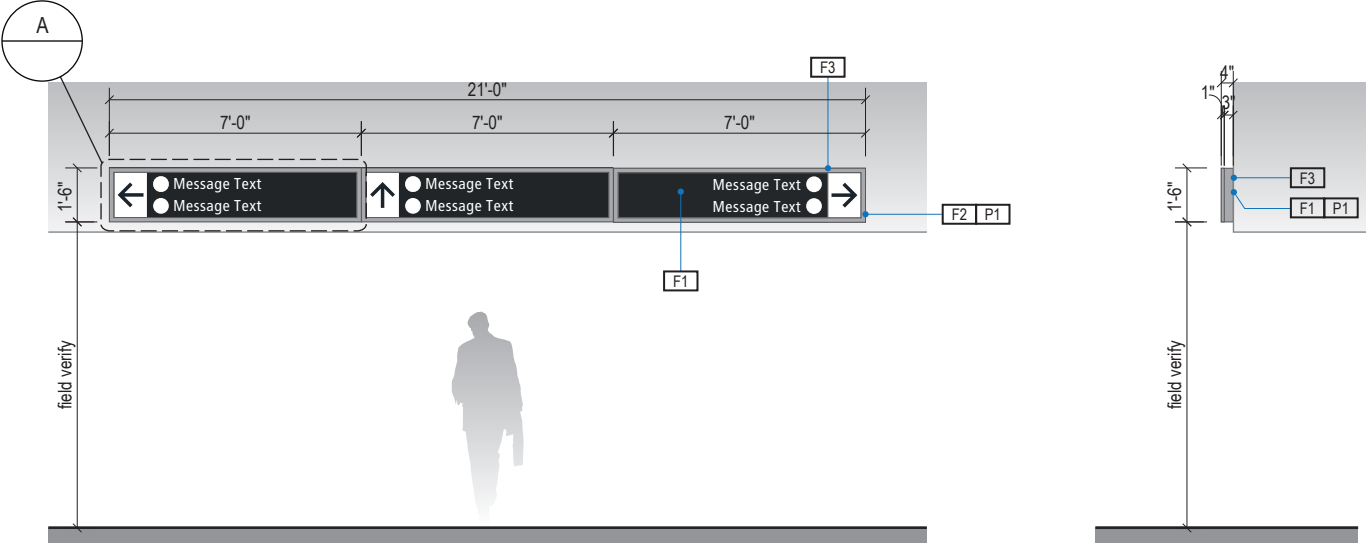 A
F3
21'-0"
7'-0"
7'-0"
7'-0"
1'-6"
Message Text
Message Text
Message Text
Message Text
Message Text
Message Text
F2 P1
F1
field verify
4"
1"
3"
1'-6"
F3
F1 P1
field verify